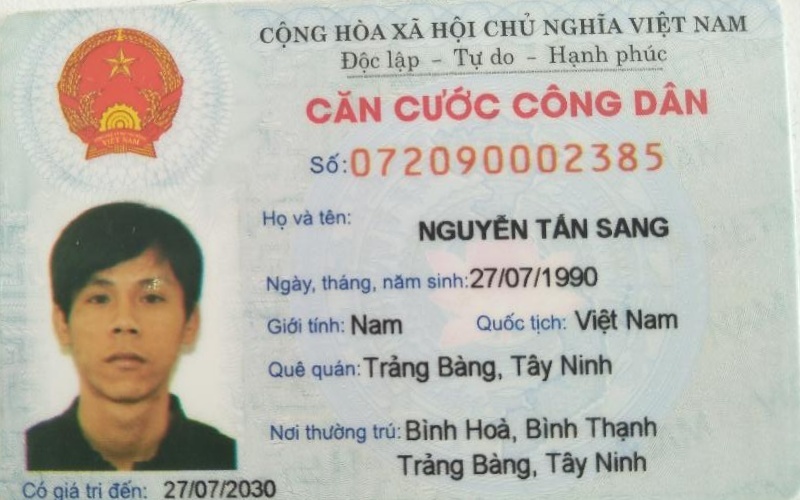 CỘNG HÒA XÃ HỘI CHỦ NGHĨA VIỆT NAM
Độc lập - Tự do - Hạnh phúc
CĂN CƯỚC CÔNG DÂN
Số: 072090002385
Họ và tên: NGUYỄN TẤN SANG
Ngày, tháng, năm sinh: 27/07/1990
Giới tính: Nam Quốc tịch: Việt Nam
Quê quán: Trảng Bàng, Tây Ninh
Nơi thường trú: Bình Hoà, Bình Thạnh
Trảng Bàng, Tây Ninh
Có giá trị đến: 27/07/2030
VIỆT NAM